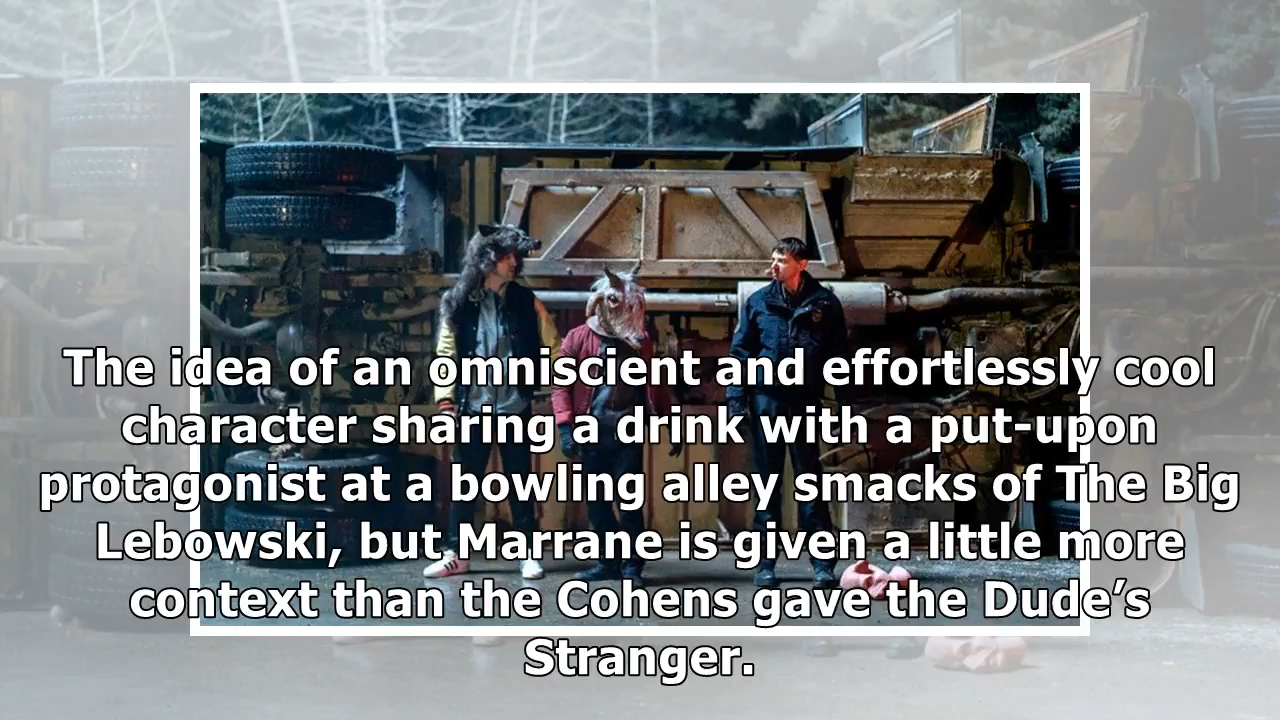 The idea of an omniscient and effortlessly cool
character sharing a drink with a put-upon
protagonist at a bowling alley smacks of The Big
Lebowski, but Marrane is given a little more
context than the Cohens gave the Dude’s
Stranger.